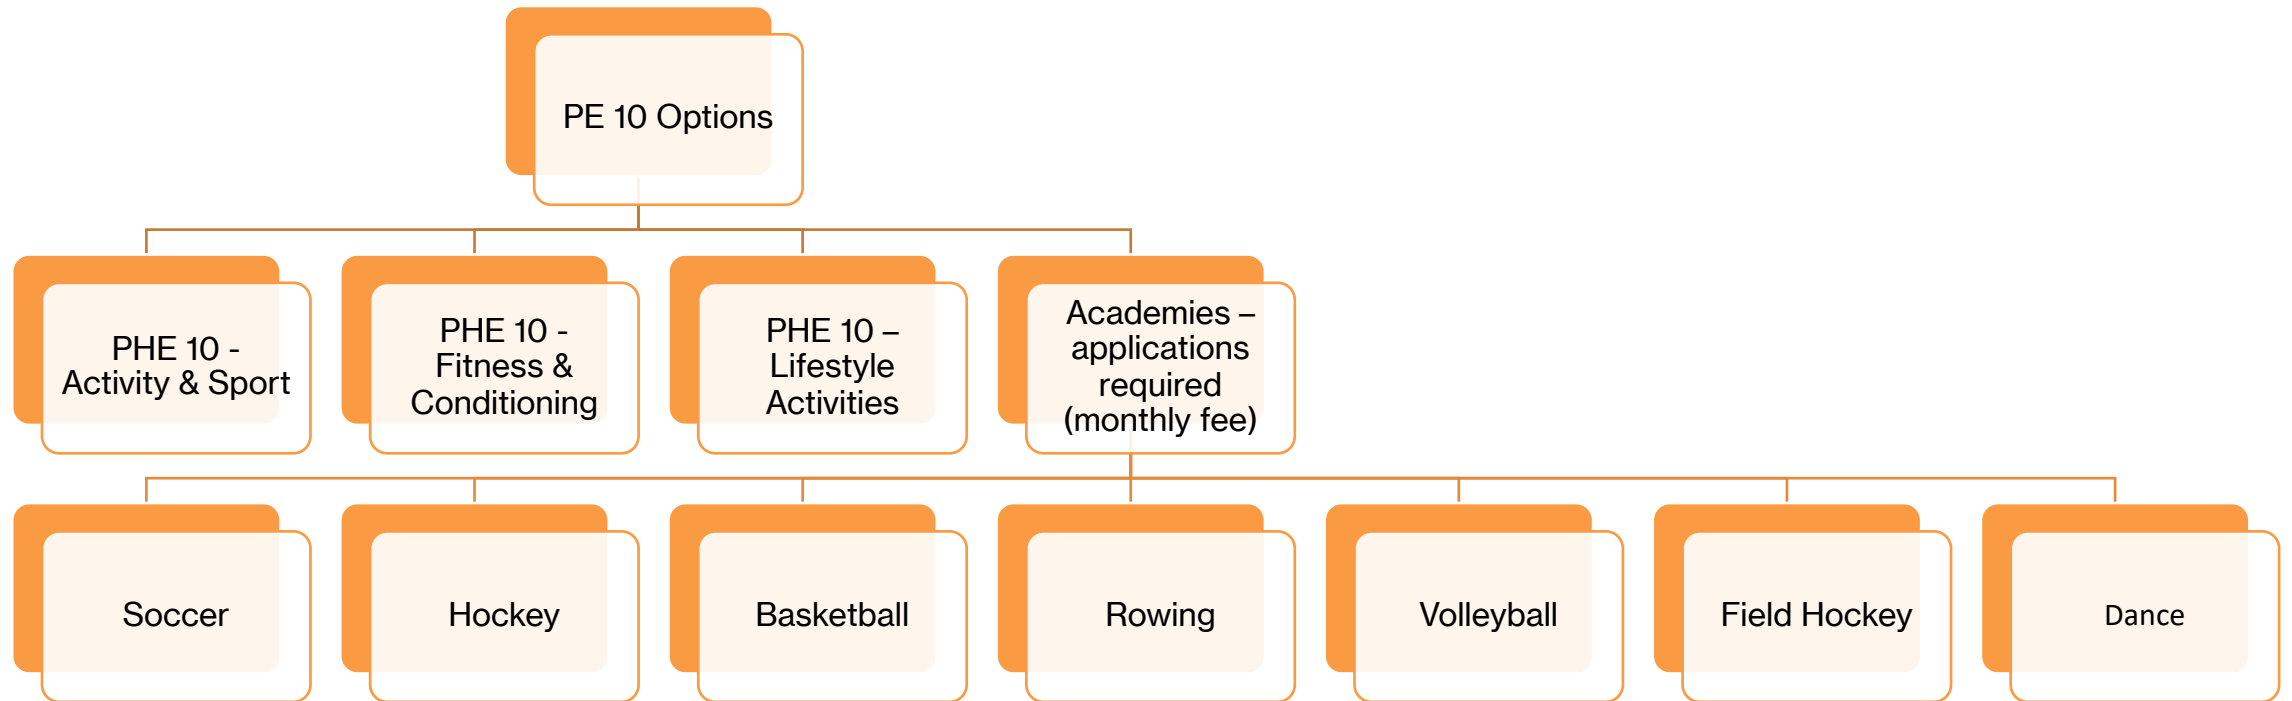 PE 10 Options
PHE 10 -
Activity & Sport
PHE 10 -
Fitness &
Conditioning
PHE 10 –
Lifestyle
Activities
Academies –
applications
required
(monthly fee)
Soccer
Hockey
Basketball
Rowing
Volleyball
Field Hockey
Dance